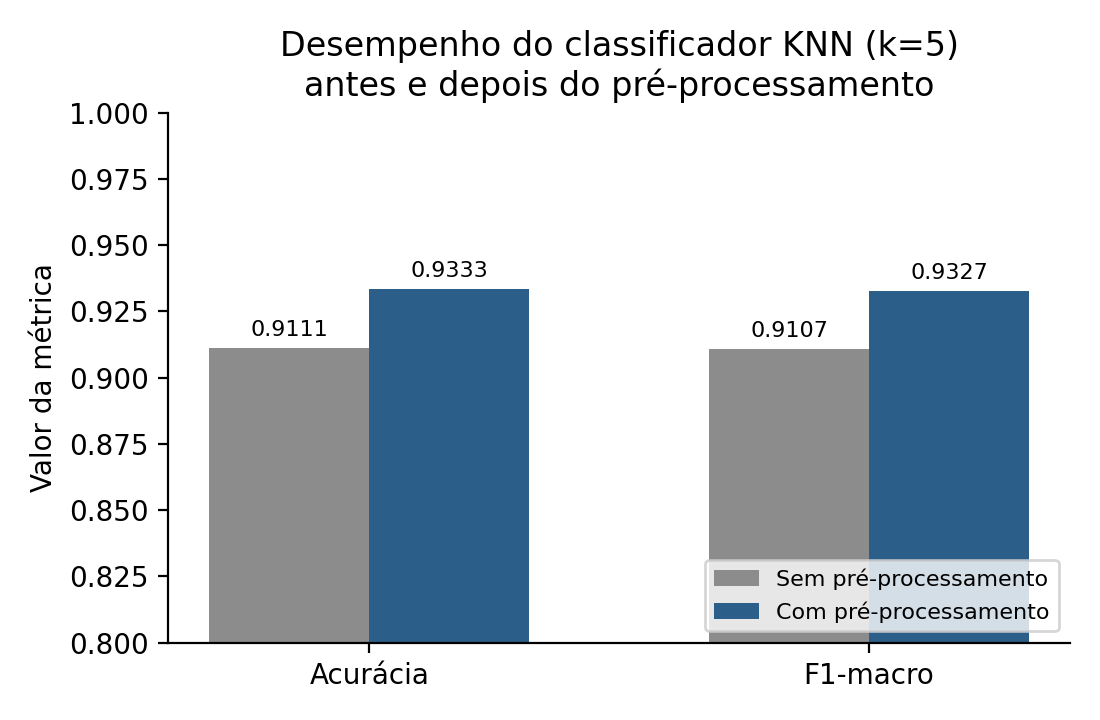 Desempenho do classificador KNN (k=5)
antes e depois do pré-processamento
Valor da métrica
1.000
0.975
0.950
0.925
0.900
0.875
0.850
0.825
0.800
0.9111
0.9333
0.9107
0.9327
Sem pré-processamento
Com pré-processamento
Acurácia
F1-macro